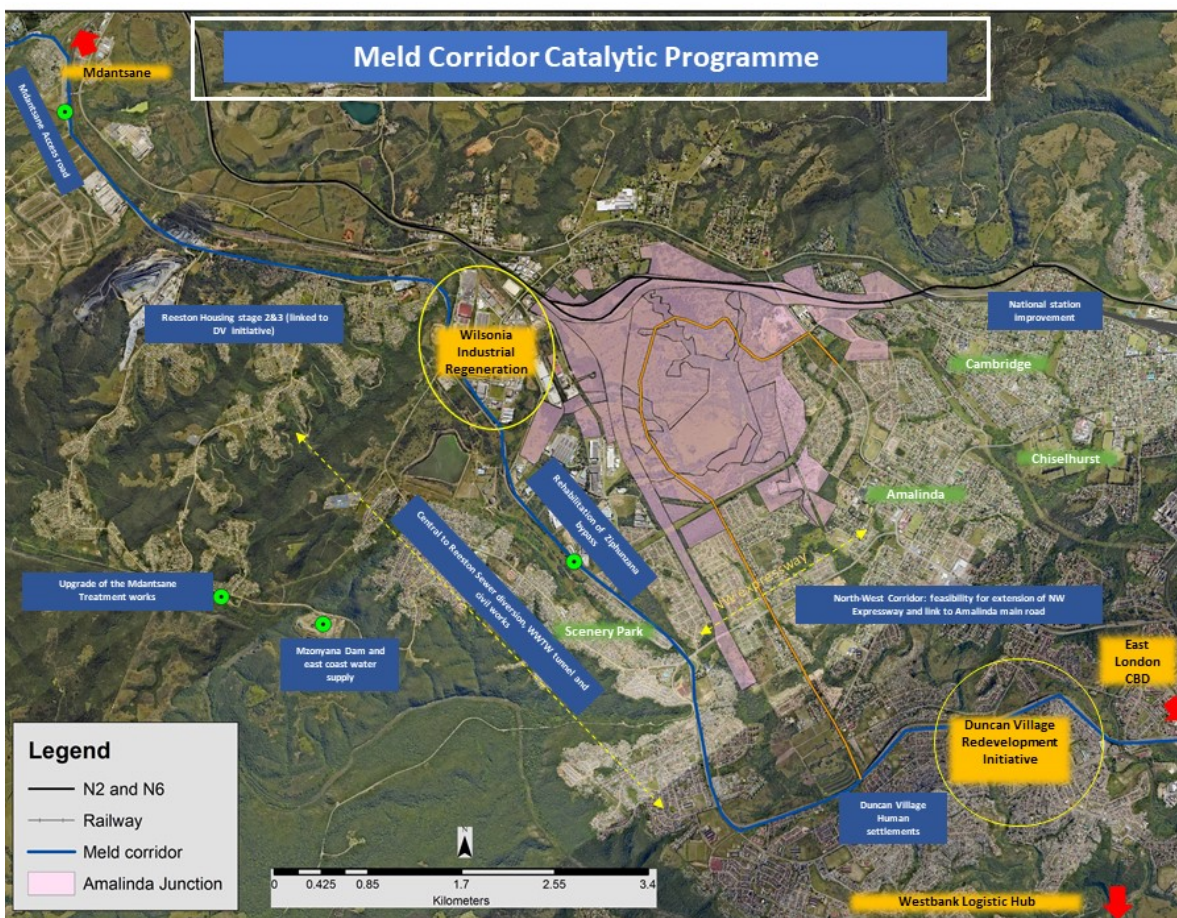 Meld Corridor Catalytic Programme
Mdantsane
Mdantsane Access road
Reeston Housing stage 2&3 (linked to
DV initiative)
Wilsonia
Industrial
Regeneration
National station
improvement
Cambridge
Chiselhurst
Amalinda
Rehabilitation of Ziphunzana
bypass
Central to Reeston Sewer diversion, WWTW tunnel and
civil works
Upgrade of the Mdantsane
Treatment works
Mzonyana Dam and
east coast water
supply
Scenery Park
NW Expressway
North-West Corridor: feasibility for extension of NW
Expressway and link to Amalinda main road
East
London
CBD
Duncan Village
Redevelopment
Initiative
Duncan Village
Human
settlements
Westbank Logistic Hub
Legend
N2 and N6
Railway
Meld corridor
Amalinda Junction
N
0 0.425 0.85 1.7 2.55 3.4
Kilometers